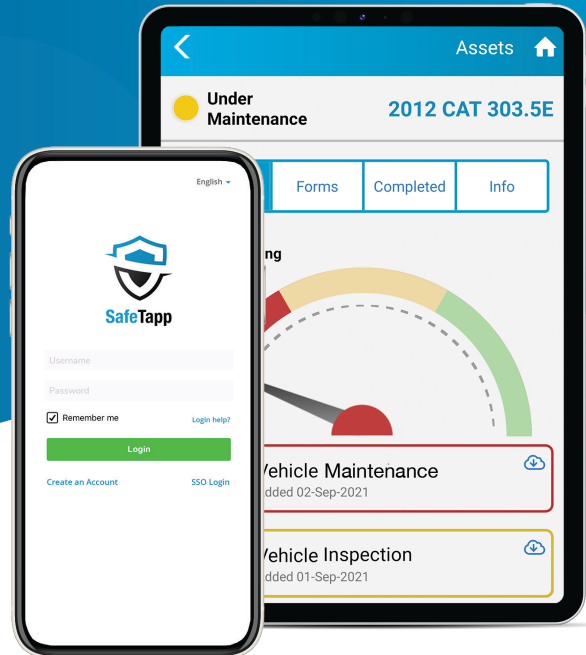 Assets
Under
Maintenance
2012 CAT 303.5E
Forms
Completed
Info
ng
Vehicle Maintenance
dded 02-Sep-2021
Vehicle Inspection
dded 01-Sep-2021
English
SafeTapp
Username
Password
Remember me
Login help?
Login
Create an Account
SSO Login